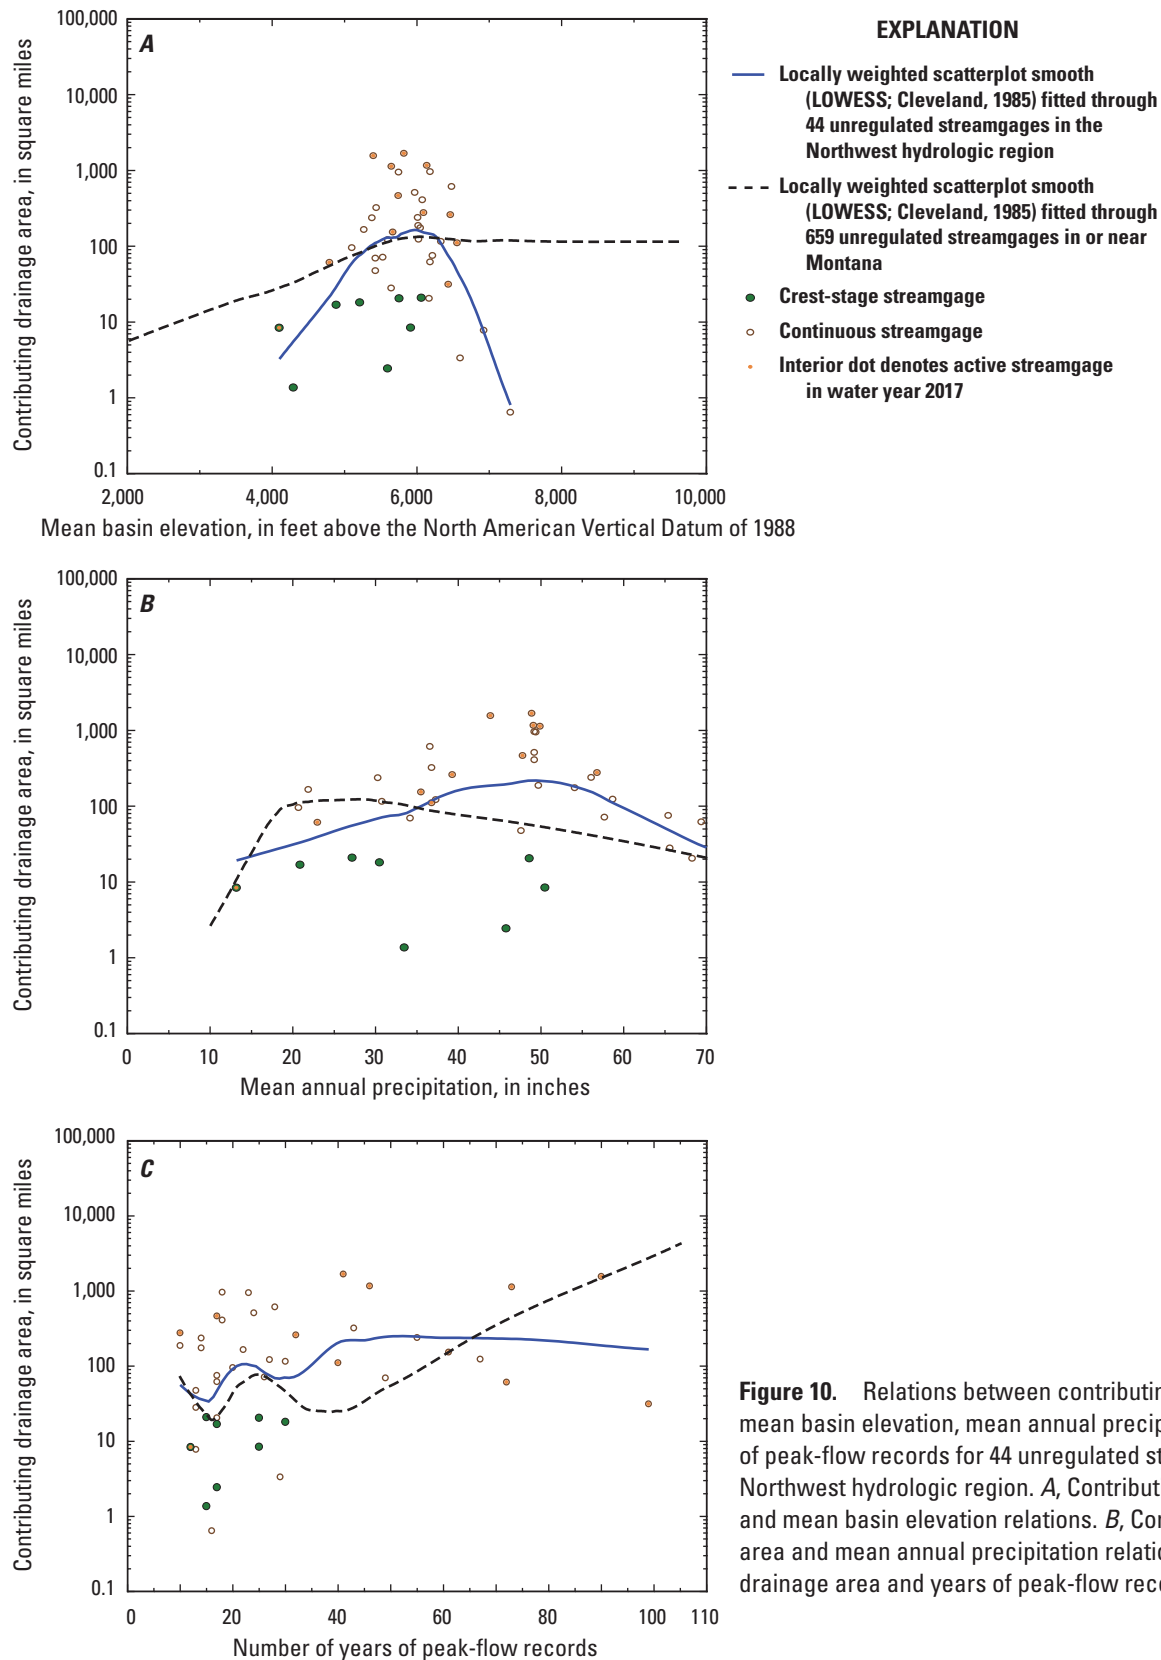 A
100,000
10,000
1,000
100
10
1
0.1
2,000 4,000 6,000 8,000 10,000
Contributing drainage area, in square miles
Mean basin elevation, in feet above the North American Vertical Datum of 1988
EXPLANATION
Locally weighted scatterplot smooth
(LOWESS; Cleveland, 1985) fitted through
44 unregulated streamgages in the
Northwest hydrologic region
Locally weighted scatterplot smooth
(LOWESS; Cleveland, 1985) fitted through
659 unregulated streamgages in or near
Montana
Crest-stage streamgage
Continuous streamgage
Interior dot denotes active streamgage
in water year 2017
B
100,000
10,000
1,000
100
10
1
0.1
0 10 20 30 40 50 60 70
Contributing drainage area, in square miles
Mean annual precipitation, in inches
C
100,000
10,000
1,000
100
10
1
0.1
0 20 40 60 80 100 110
Contributing drainage area, in square miles
Number of years of peak-flow records
Figure 10. Relations between
mean basin elevation, mean annual
of peak-flow records for 44 unregulated
Northwest hydrologic region. A,
and mean basin elevation relations. B,
area and mean annual precipitation
drainage area and years of peak-flow